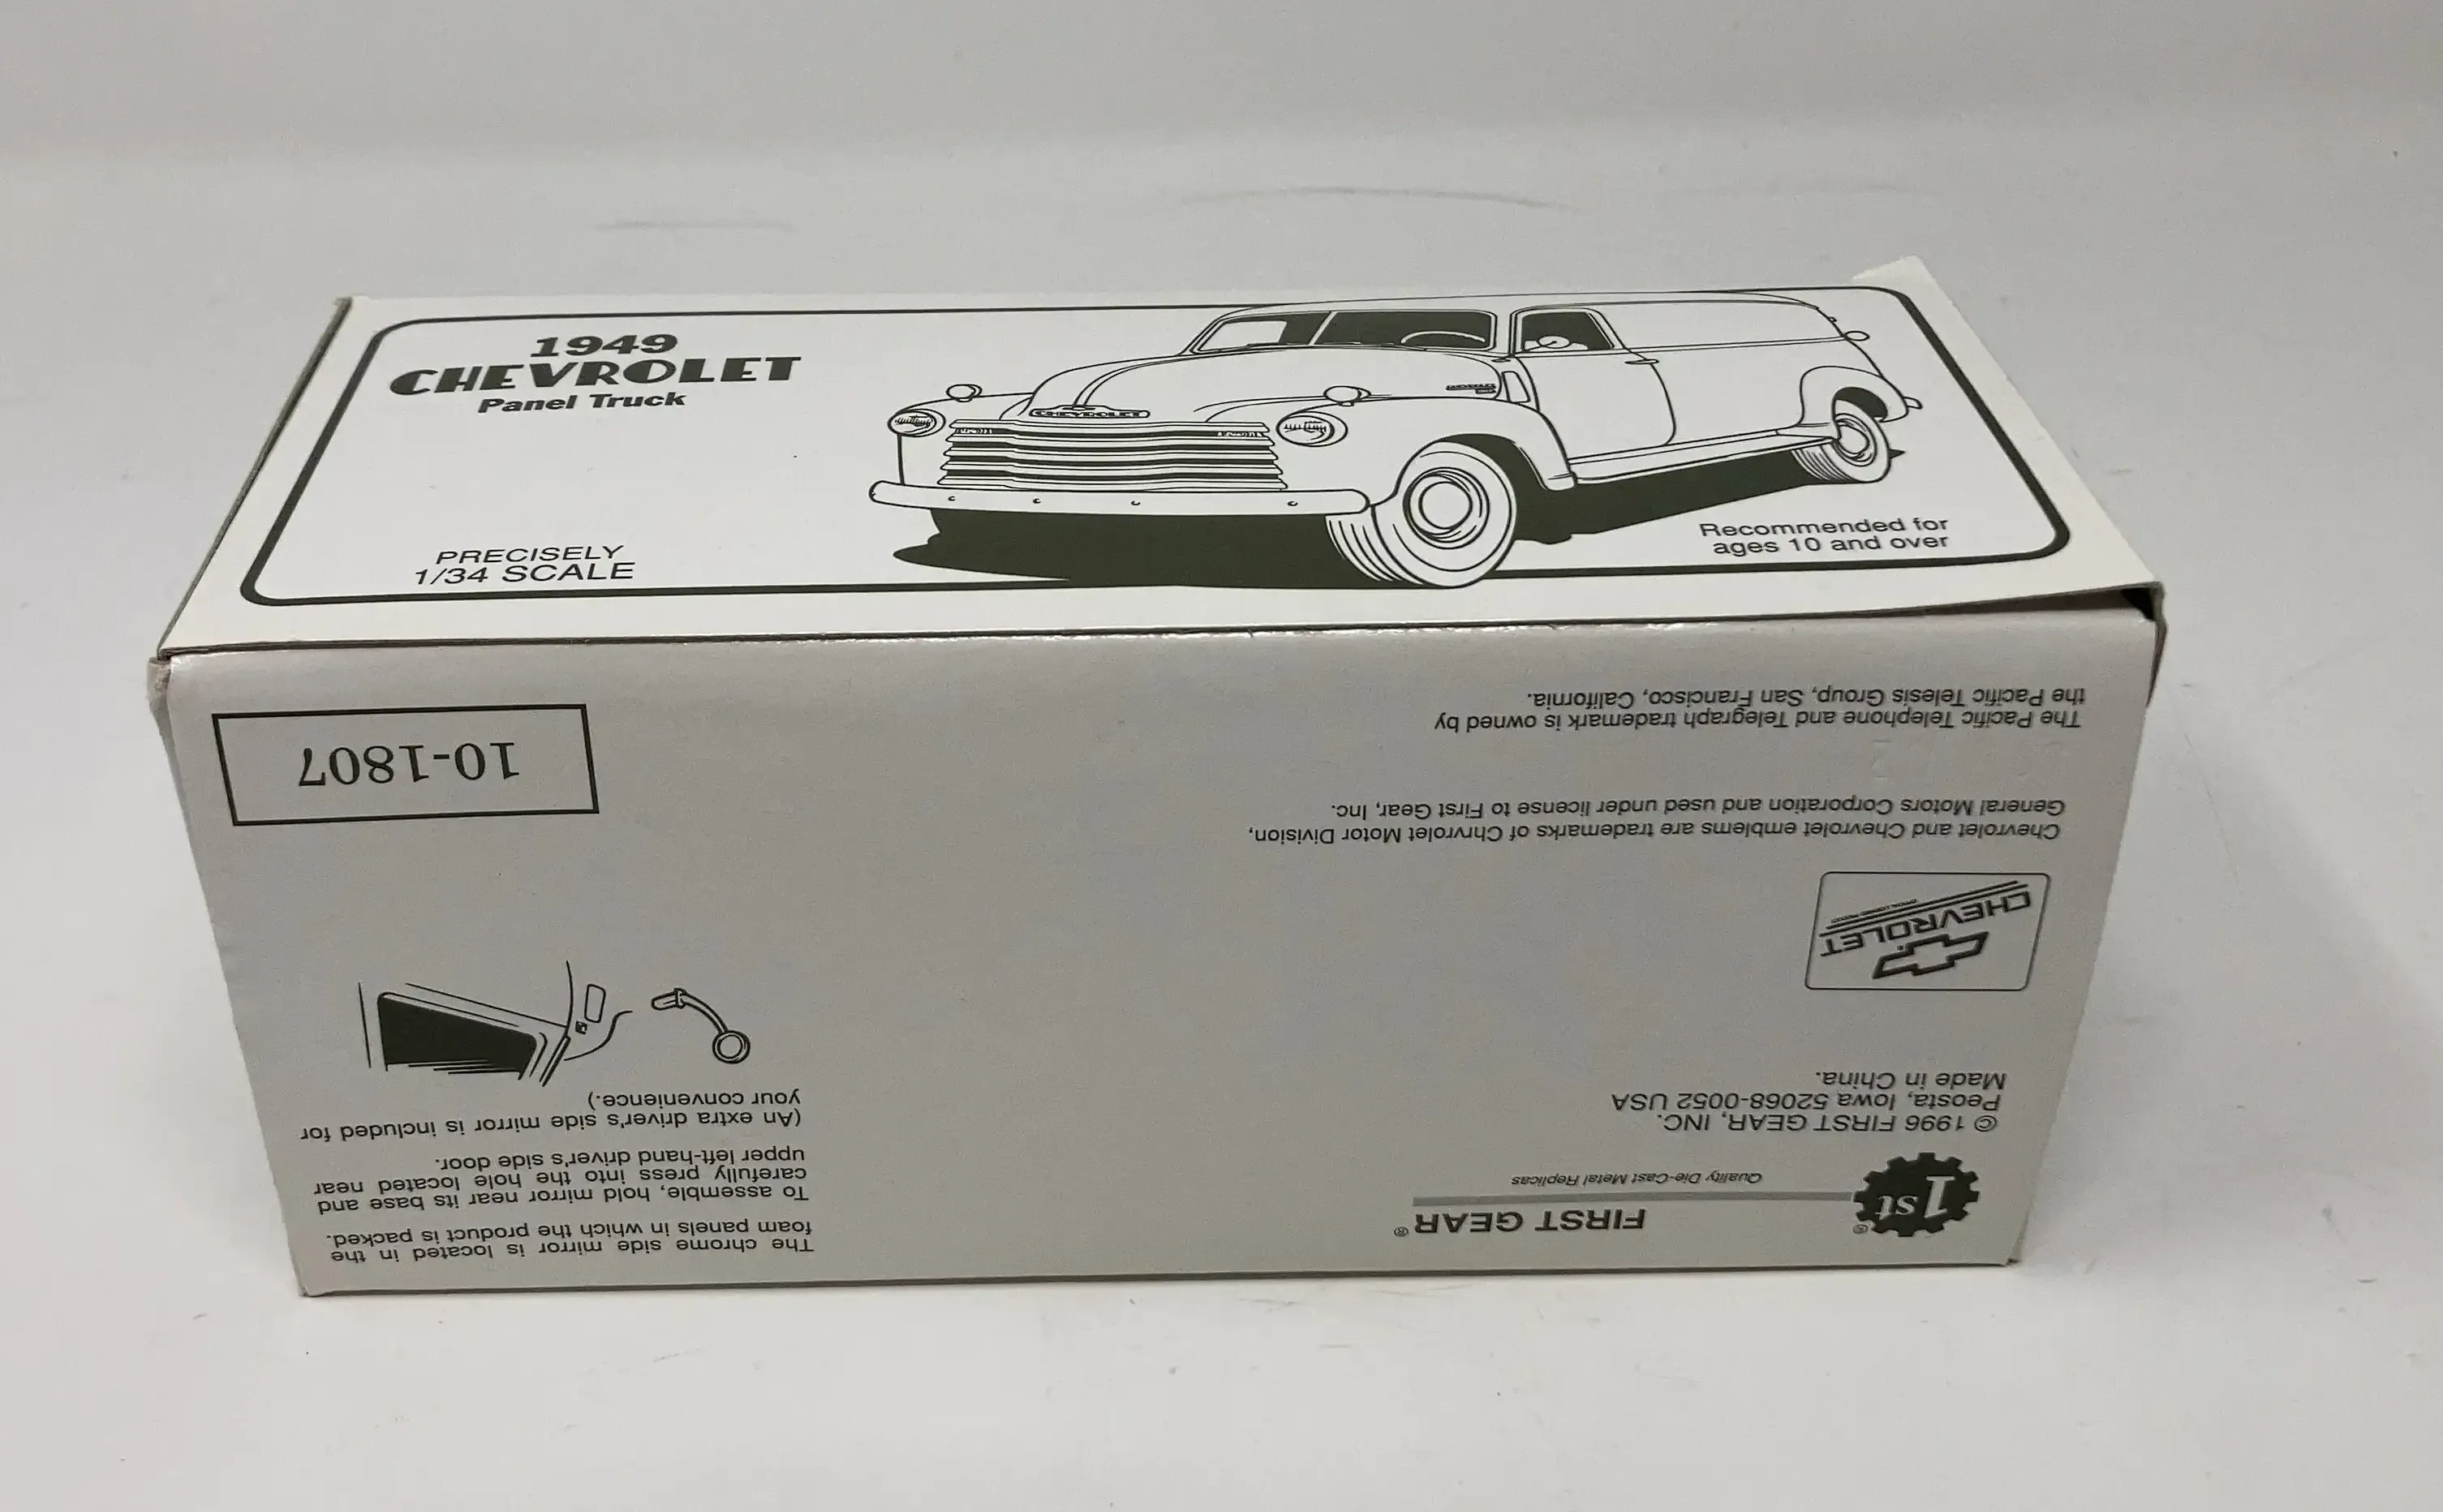 1949
CHEVROLET
Panel Truck
PRECISELY
1/34 SCALE
CHEVROLET
Recommended for
ages 10 and over
1st
®
FIRST GEAR®
Quality Die-Cast Metal Replicas
© 1996 FIRST GEAR, INC.
Peosta, Iowa 52068-0052 USA
Made in China.
CHEVROLET
Chevrolet and Chevrolet emblems are trademarks of Chrvrolet Motor Division,
General Motors Corporation and used under license to First Gear, Inc.
The Pacific Telephone and Telegraph trademark is owned by
the Pacific Telesis Group, San Francisco, California.
The chrome side mirror is located in the
foam panels in which the product is packed.
To assemble, hold mirror near its base and
carefully press into the hole located near
upper left-hand driver's side door.
(An extra driver's side mirror is included for
your convenience.)
10-1807